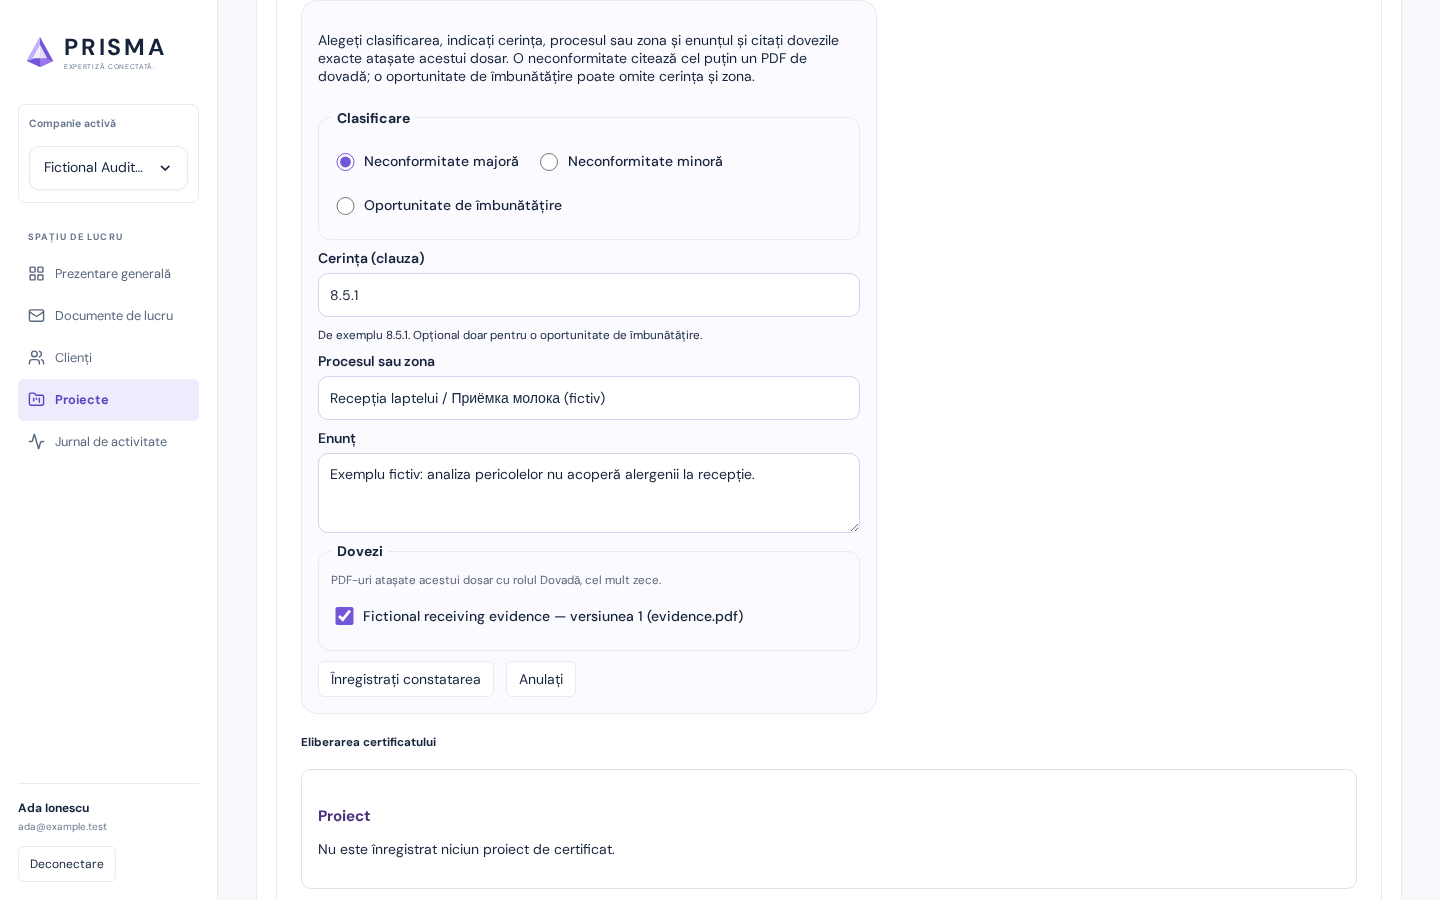 PRISMA
EXPERTIZĂ CONECTATĂ.
Companie activă
Fictional Audit...
SPAȚIU DE LUCRU
Prezentare generală
Documente de lucru
Clienți
Proiecte
Jurnal de activitate
Ada Ionescu
ada@example.test
Deconectare
Alegeți clasificarea, indicați cerința, procesul sau zona și enunțul și citați dovezile
exacte atașate acestui dosar. O neconformitate citează cel puțin un PDF de
dovadă; o oportunitate de îmbunătățire poate omite cerința și zona.
Clasificare
Neconformitate majoră
Neconformitate minoră
Oportunitate de îmbunătățire
Cerința (clauza)
8.5.1
De exemplu 8.5.1. Opțional doar pentru o oportunitate de îmbunătățire.
Procesul sau zona
Recepția laptelui / Приёмка молока (fictiv)
Enunț
Exemplu fictiv: analiza pericolelor nu acoperă alergenii la recepție.
Dovezi
PDF-uri atașate acestui dosar cu rolul Dovadă, cel mult zece.
Fictional receiving evidence — versiunea 1 (evidence.pdf)
Înregistrați constatarea
Anulați
Eliberarea certificatului
Proiect
Nu este înregistrat niciun proiect de certificat.